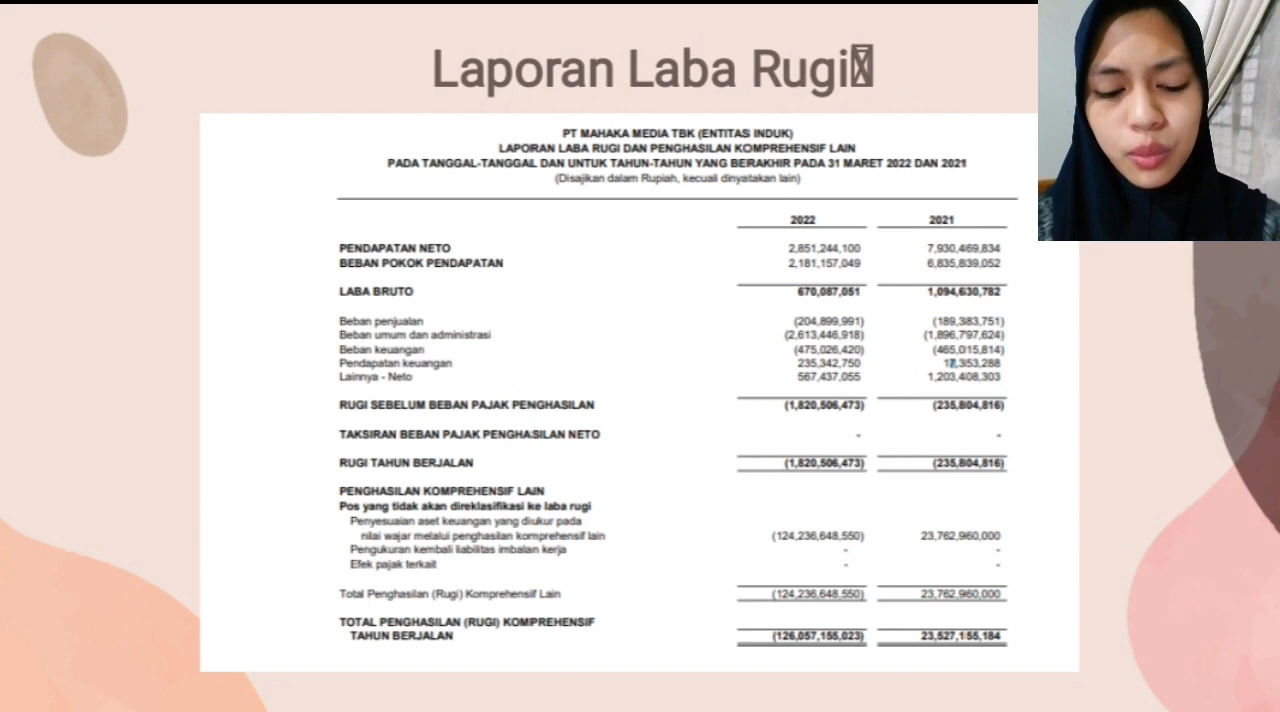 Laporan Laba Rugi
PT MAHAKA MEDIA TBK (ENTITAS INDUK)
LAPORAN LABA RUGI DAN PENGHASILAN KOMPREHENSIF LAIN
PADA TANGGAL-TANGGAL DAN UNTUK TAHUN-TAHUN YANG BERAKHIR PADA 31 MARET 2022 DAN 2021
(Disajikan dalam Rupiah, kecuali dinyatakan lain)
2022 2021
PENDAPATAN NETO 2,851,244,100 7,930,469,834
BEBAN POKOK PENDAPATAN 2,181,157,049 6,835,839,052
LABA BRUTO 670,087,051 1,094,630,782
Beban penjualan (204,899,991) (189,383,751)
Beban umum dan administrasi (2,613,446,918) (1,896,797,624)
Beban keuangan (475,026,420) (465,015,814)
Pendapatan keuangan 235,342,750 17,353,288
Lainnya - Neto 567,437,055 1,203,408,303
RUGI SEBELUM BEBAN PAJAK PENGHASILAN (1,820,506,473) (235,804,816)
TAKSIRAN BEBAN PAJAK PENGHASILAN NETO - -
RUGI TAHUN BERJALAN (1,820,506,473) (235,804,816)
PENGHASILAN KOMPREHENSIF LAIN
Pos yang tidak akan direklasifikasi ke laba rugi
Penyesuaian aset keuangan yang diukur pada
nilai wajar melalui penghasilan komprehensif lain (124,236,648,550) 23,762,960,000
Pengukuran kembali liabilitas imbalan kerja - -
Efek pajak terkait - -
Total Penghasilan (Rugi) Komprehensif Lain (124,236,648,550) 23,762,960,000
TOTAL PENGHASILAN (RUGI) KOMPREHENSIF
TAHUN BERJALAN (126,057,155,023) 23,527,155,184